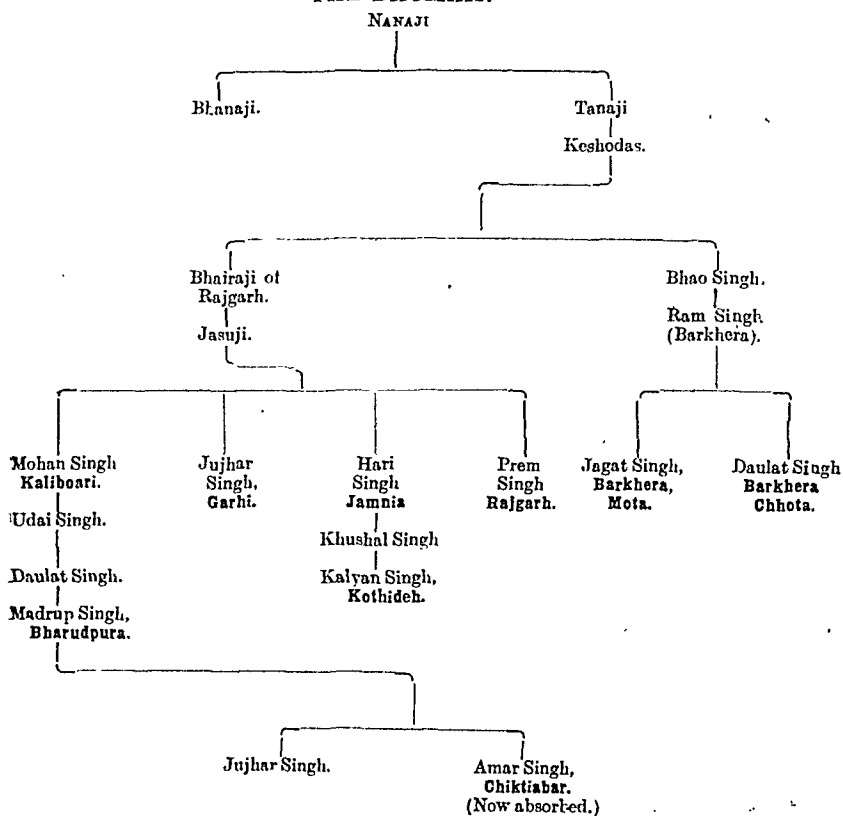 NANAJI
Bhanaji.
Tanaji
Keshodas.
Bhairaji of
Rajgarh.
Jasuji.
Bhao Singh.
Ram Singh
(Barkhera).
Mohan Singh
Kaliboari.
Udai Singh.
Daulat Singh.
Madrup Singh,
Bharudpura.
Jujhar
Singh,
Garhi.
Hari
Singh
Jamnia
Khushal Singh
Kalyan Singh,
Kothideh.
Prem
Singh
Rajgarh.
Jagat Singh,
Barkhera,
Mota.
Daulat Singh
Barkhera
Chhota.
Jujhar Singh.
Amar Singh,
Chiktiabar.
(Now absorbed.)